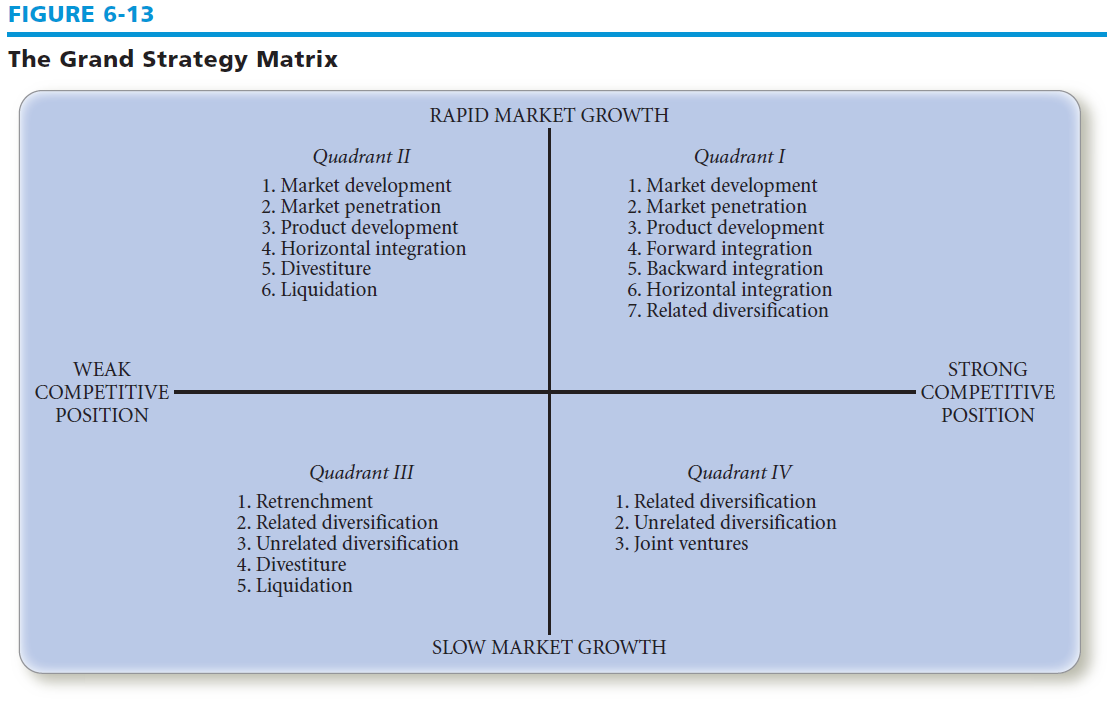 FIGURE 6-13
The Grand Strategy Matrix
RAPID MARKET GROWTH
Quadrant II
1. Market development
2. Market penetration
3. Product development
4. Horizontal integration
5. Divestiture
6. Liquidation
Quadrant I
1. Market development
2. Market penetration
3. Product development
4. Forward integration
5. Backward integration
6. Horizontal integration
7. Related diversification
WEAK
COMPETITIVE
POSITION
STRONG
COMPETITIVE
POSITION
Quadrant III
1. Retrenchment
2. Related diversification
3. Unrelated diversification
4. Divestiture
5. Liquidation
Quadrant IV
1. Related diversification
2. Unrelated diversification
3. Joint ventures
SLOW MARKET GROWTH